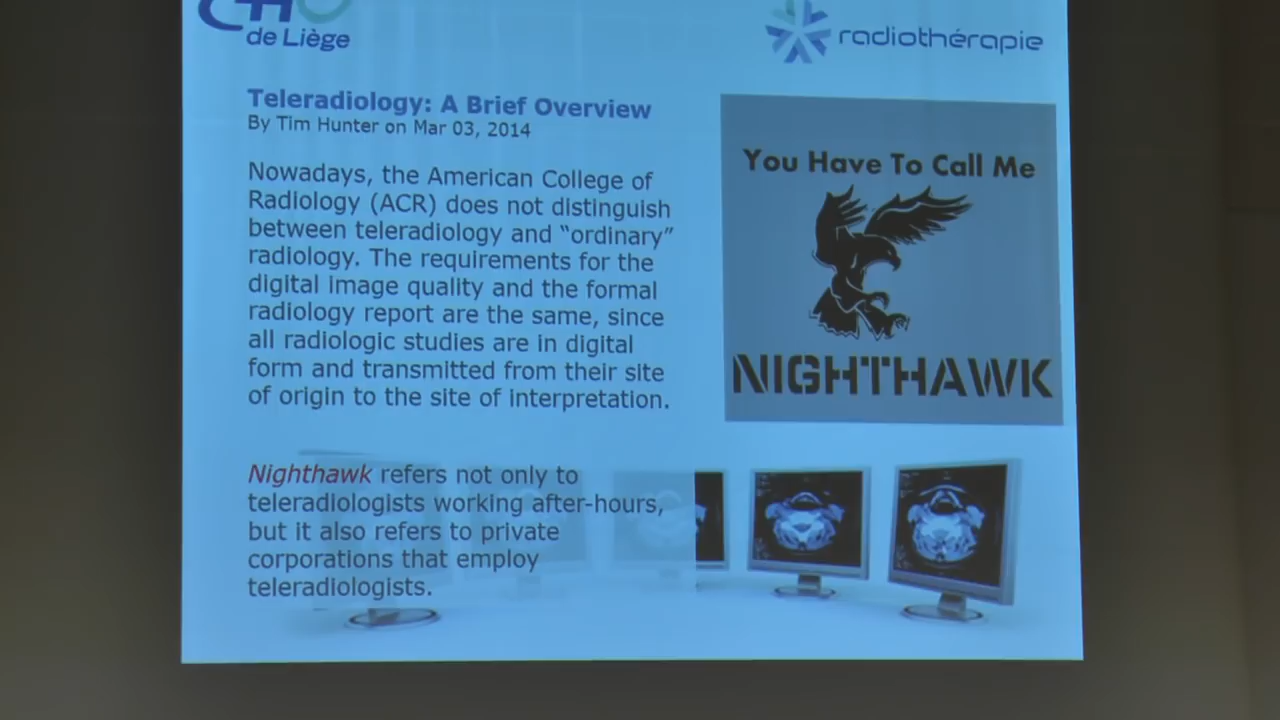 de Liège
radiothérapie
Teleradiology: A Brief Overview
By Tim Hunter on Mar 03, 2014
Nowadays, the American College of
Radiology (ACR) does not distinguish
between teleradiology and “ordinary”
radiology. The requirements for the
digital image quality and the formal
radiology report are the same, since
all radiologic studies are in digital
form and transmitted from their site
of origin to the site of interpretation.
You Have To Call Me
NIGHTHAWK
Nighthawk refers not only to
teleradiologists working after-hours,
but it also refers to private
corporations that employ
teleradiologists.